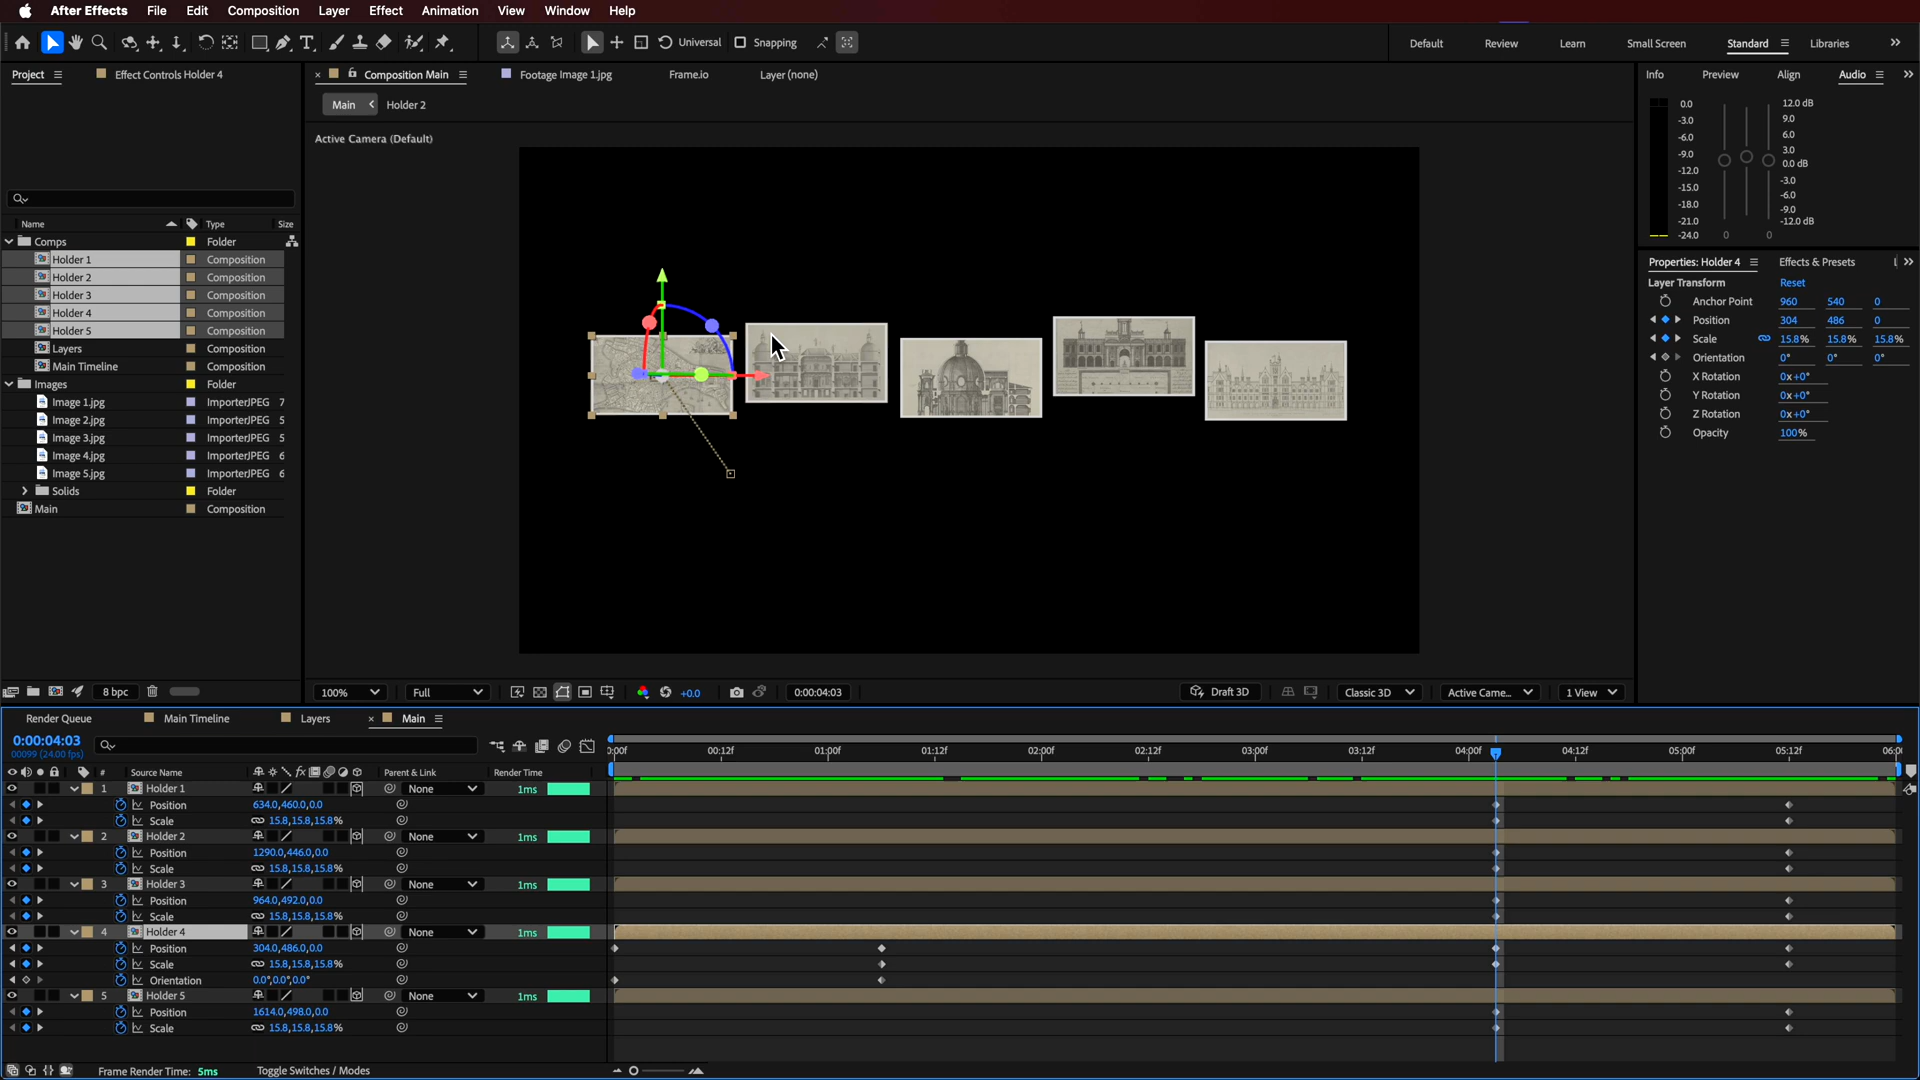 After Effects File Edit Composition Layer Effect Animation View Window Help
Universal Snapping Default Review Learn Small Screen Standard Libraries
Project Effect Controls Holder 4
Composition Main Footage Image 1.jpg Frame.io Layer (none)
Info Preview Align Audio
Main Holder 2
Active Camera (Default)
0.0 12.0 dB
-3.0 9.0
-6.0 6.0
-9.0 3.0
0.0 dB
-12.0 -3.0
-15.0 -6.0
-18.0 -9.0
-21.0 -12.0 dB
-24.0 0 0
Name Type Size
Comps Folder
Holder 1 Composition
Holder 2 Composition
Holder 3 Composition
Holder 4 Composition
Holder 5 Composition
Layers Composition
Main Timeline Composition
Images Folder
Image 1.jpg ImporterJPEG 7
Image 2.jpg ImporterJPEG 5
Image 3.jpg ImporterJPEG 5
Image 4.jpg ImporterJPEG 6
Image 5.jpg ImporterJPEG 6
Solids Folder
Main Composition
Properties: Holder 4 Effects & Presets
Layer Transform Reset
Anchor Point 960 540 0
Position 304 486 0
Scale 15.8% 15.8% 15.8%
Orientation 0° 0° 0°
X Rotation 0x+0°
Y Rotation 0x+0°
Z Rotation 0x+0°
Opacity 100%
8 bpc
100% Full +0.0 0:00:04:03 Draft 3D Classic 3D Active Came... 1 View
Render Queue Main Timeline Layers Main
0:00:04:03
00099 (24.00 fps)
0:00f 00:12f 01:00f 01:12f 02:00f 02:12f 03:00f 03:12f 04:00f 04:12f 05:00f 05:12f 06:0
# Source Name Parent & Link Render Time
1 Holder 1 None 1ms
Position 634.0,460.0,0.0
Scale 15.8,15.8,15.8%
2 Holder 2 None 1ms
Position 1290.0,446.0,0.0
Scale 15.8,15.8,15.8%
3 Holder 3 None 1ms
Position 964.0,492.0,0.0
Scale 15.8,15.8,15.8%
4 Holder 4 None 1ms
Position 304.0,486.0,0.0
Scale 15.8,15.8,15.8%
Orientation 0.0°,0.0°,0.0°
5 Holder 5 None 1ms
Position 1614.0,498.0,0.0
Scale 15.8,15.8,15.8%
Frame Render Time: 5ms Toggle Switches / Modes